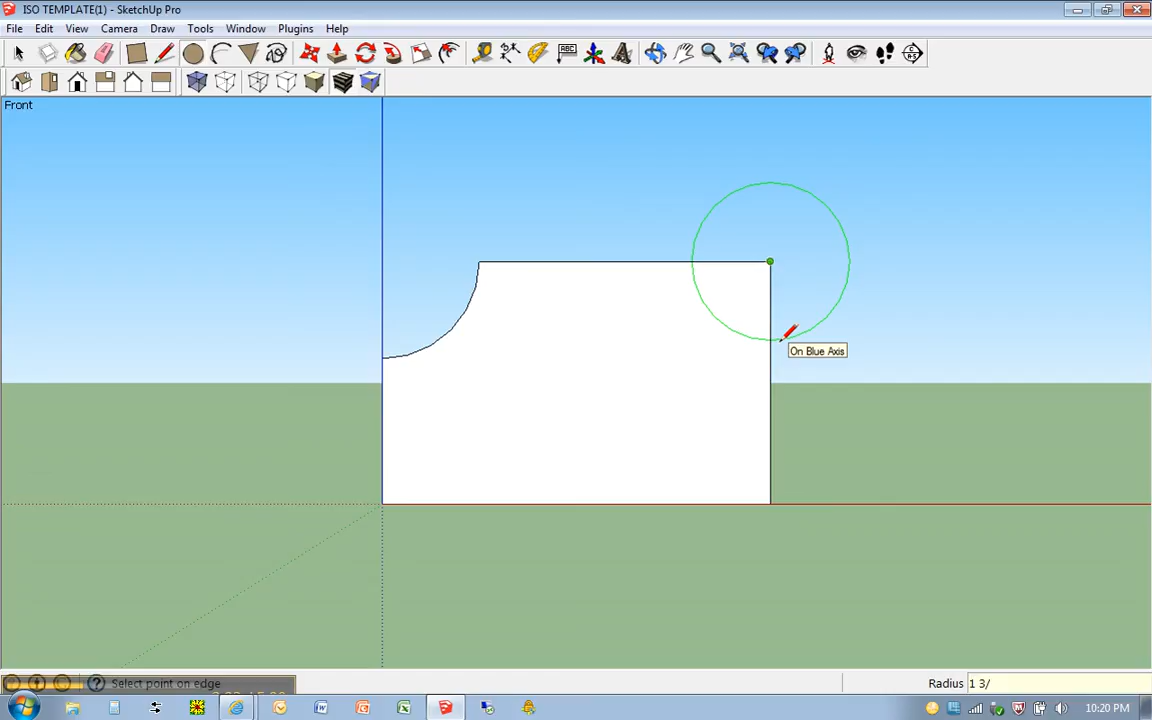 ISO TEMPLATE(1) - SketchUp Pro
File Edit View Camera Draw Tools Window Plugins Help
ABC
Front
On Blue Axis
Select point on edge
Radius 1 3/
10:20 PM